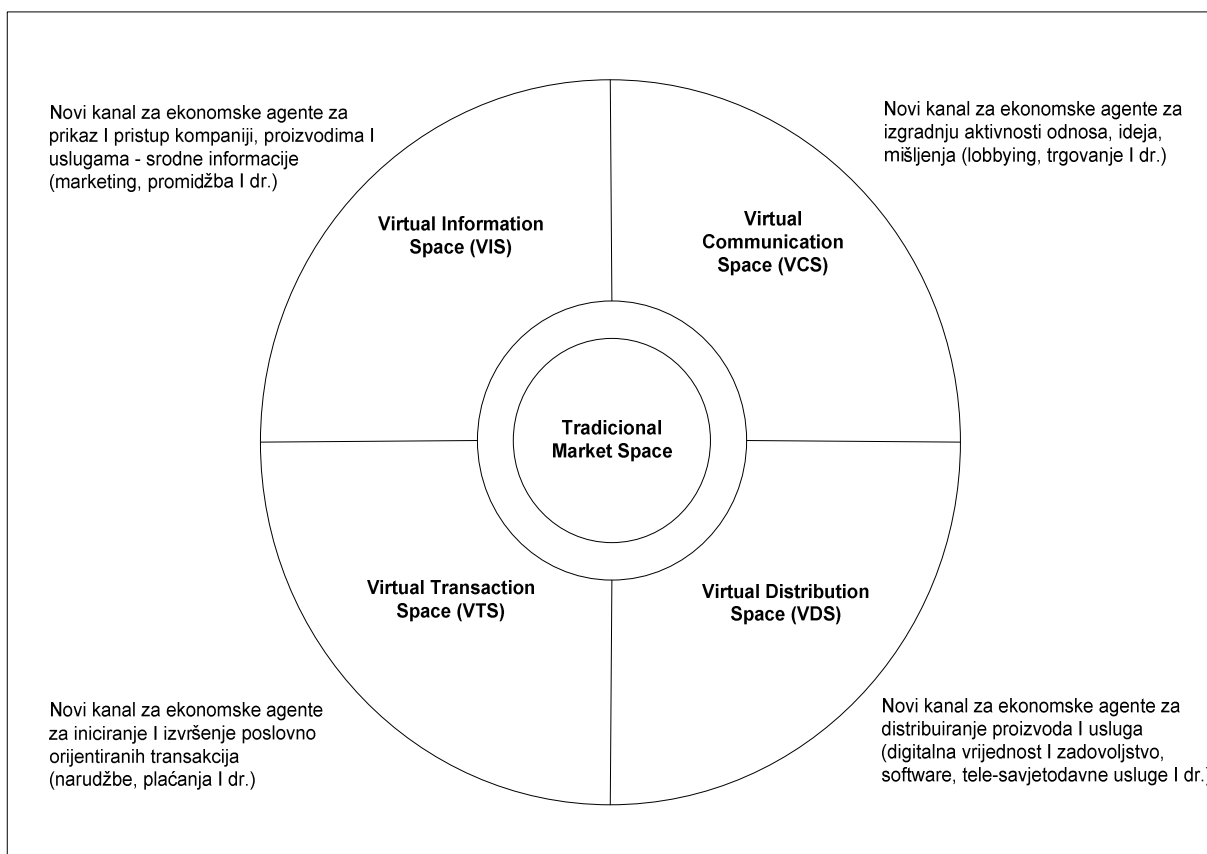 Novi kanal za ekonomske agente za
prikaz I pristup kompaniji, proizvodima I
uslugama - srodne informacije
(marketing, promidžba I dr.)
Novi kanal za ekonomske agente za
izgradnju aktivnosti odnosa, ideja,
mišljenja (lobbying, trgovanje I dr.)
Virtual Information
Space (VIS)
Virtual
Communication
Space (VCS)
Tradicional
Market Space
Virtual Transaction
Space (VTS)
Virtual Distribution
Space (VDS)
Novi kanal za ekonomske agente
za iniciranje I izvršenje poslovno
orijentiranih transakcija
(narudžbe, plaćanja I dr.)
Novi kanal za ekonomske agente za
distribuiranje proizvoda I usluga
(digitalna vrijednost I zadovoljstvo,
software, tele-savjetodavne usluge I dr.)